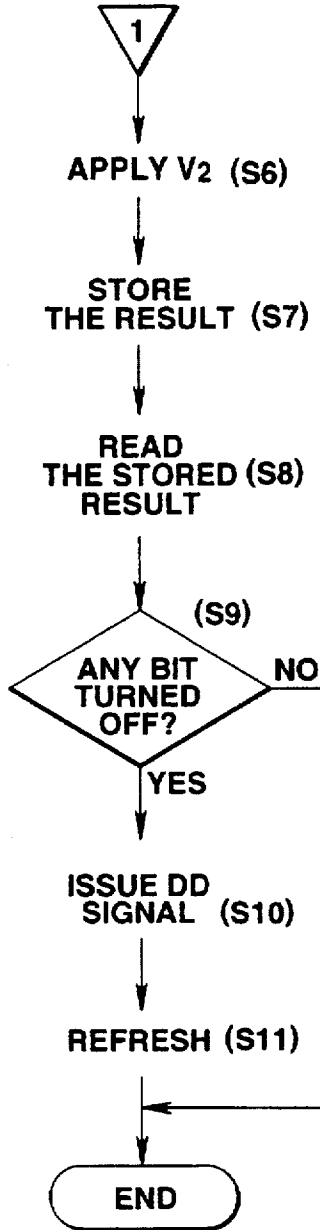 1
APPLY V2 (S6)
STORE
THE RESULT (S7)
READ
THE STORED (S8)
RESULT
(S9)
ANY BIT
TURNED
OFF?
NO
YES
ISSUE DD
SIGNAL (S10)
REFRESH (S11)
END